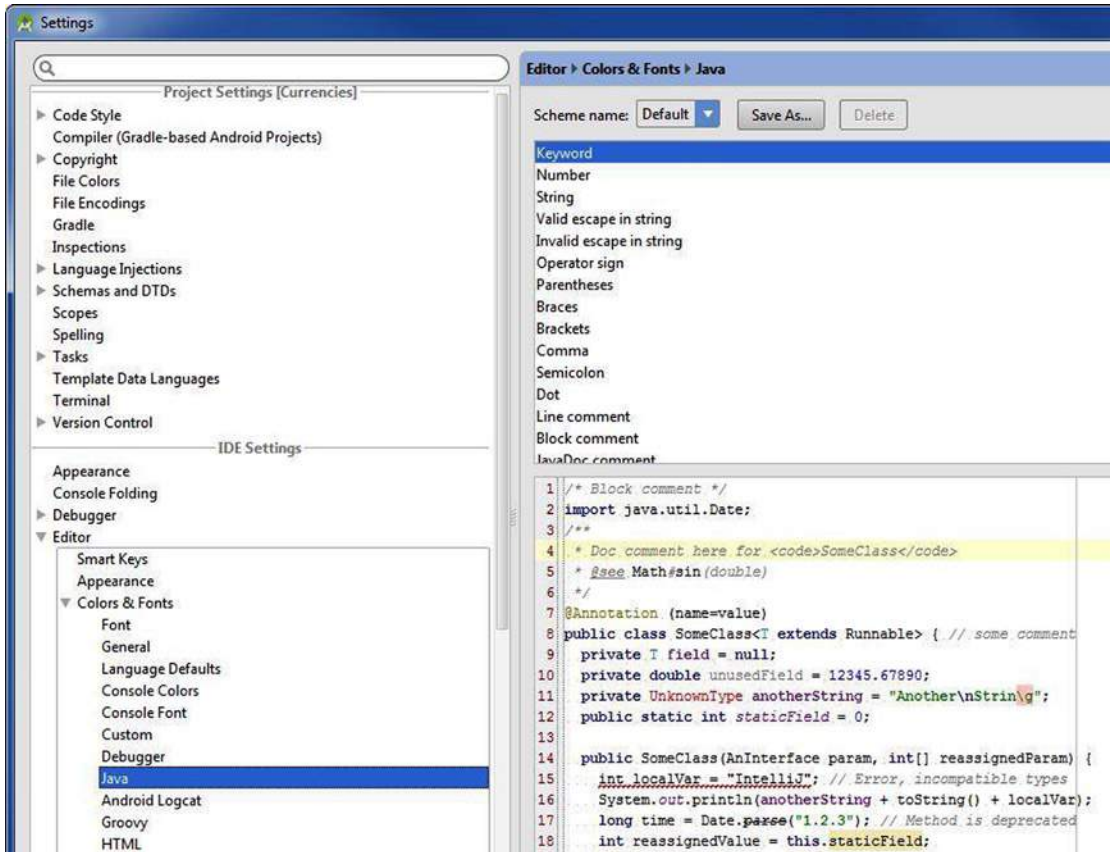 Settings
Project Settings [Currencies]
Code Style
Compiler (Gradle-based Android Projects)
Copyright
File Colors
File Encodings
Gradle
Inspections
Language Injections
Schemas and DTDs
Scopes
Spelling
Tasks
Template Data Languages
Terminal
Version Control
IDE Settings
Appearance
Console Folding
Debugger
Editor
Smart Keys
Appearance
Colors & Fonts
Font
General
Language Defaults
Console Colors
Console Font
Custom
Debugger
Java
Android Logcat
Groovy
HTML
Editor Colors & Fonts Java
Scheme name: Default Save As... Delete
Keyword
Number
String
Valid escape in string
Invalid escape in string
Operator sign
Parentheses
Braces
Brackets
Comma
Semicolon
Dot
Line comment
Block comment
JavaDoc comment
1 /* Block comment */
2 import java.util.Date;
3 /**
4 * Doc comment here for <code>SomeClass</code>
5 * @see Math#sin(double)
6 */
7 @Annotation (name=value)
8 public class SomeClass<T extends Runnable> { // some comment
9 private T field = null;
10 private double unusedField = 12345.67890;
11 private UnknownType anotherString = "Another\nStrin\g";
12 public static int staticField = 0;
13
14 public SomeClass(AnInterface param, int[] reassignedParam) {
15 int localVar = "IntelliJ"; // Error, incompatible types
16 System.out.println(anotherString + toString() + localVar);
17 long time = Date.parse("1.2.3"); // Method is deprecated
18 int reassignedValue = this.staticField;